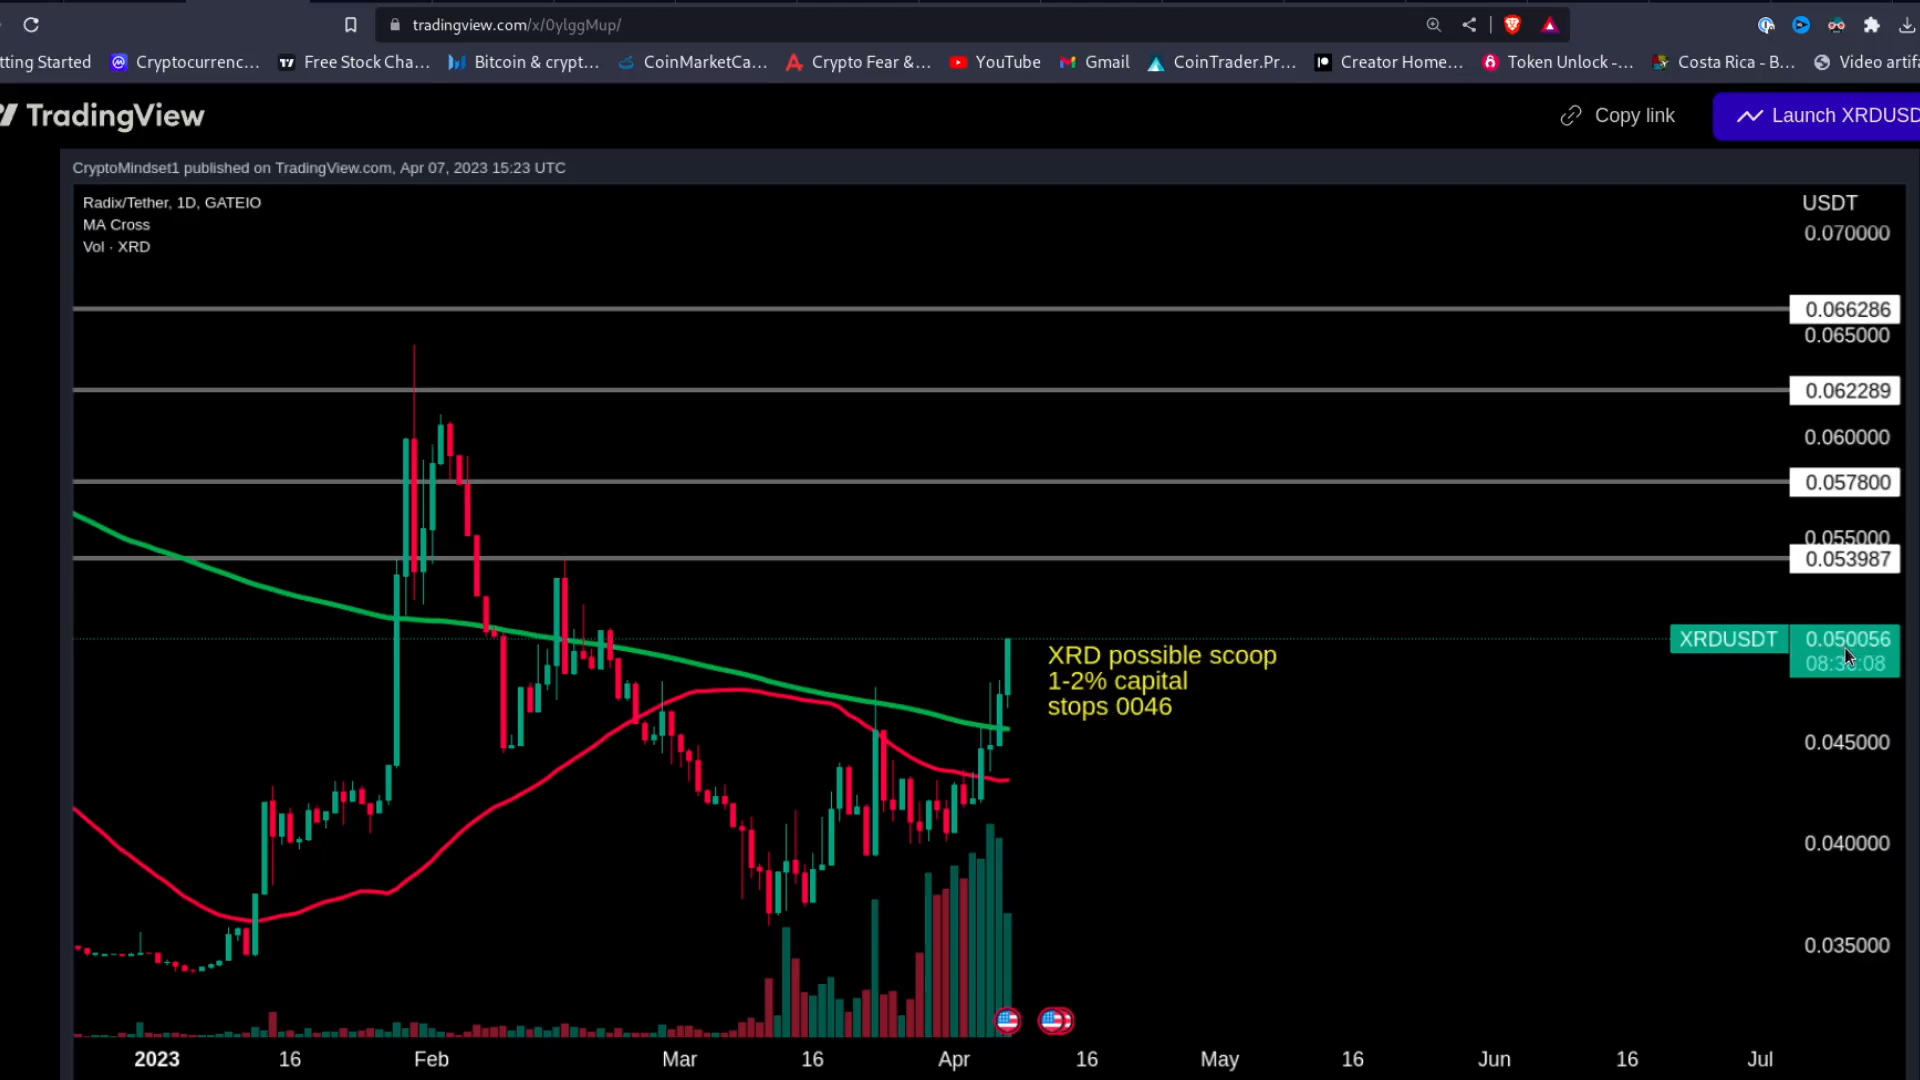 tradingview.com/x/0ylggMup/
tting Started
Cryptocurrenc...
Free Stock Cha...
Bitcoin & crypt...
CoinMarketCa...
Crypto Fear &...
YouTube
Gmail
CoinTrader.Pr...
Creator Home...
Token Unlock -...
Costa Rica - B...
Video artifa
TradingView
Copy link
Launch XRDUSD
CryptoMindset1 published on TradingView.com, Apr 07, 2023 15:23 UTC
Radix/Tether, 1D, GATEIO
MA Cross
Vol · XRD
USDT
0.070000
0.066286
0.065000
0.062289
0.060000
0.057800
0.055000
0.053987
XRDUSDT
0.050056
XRD possible scoop
1-2% capital
stops 0046
0.045000
0.040000
0.035000
2023
16
Feb
Mar
16
Apr
16
May
16
Jun
16
Jul